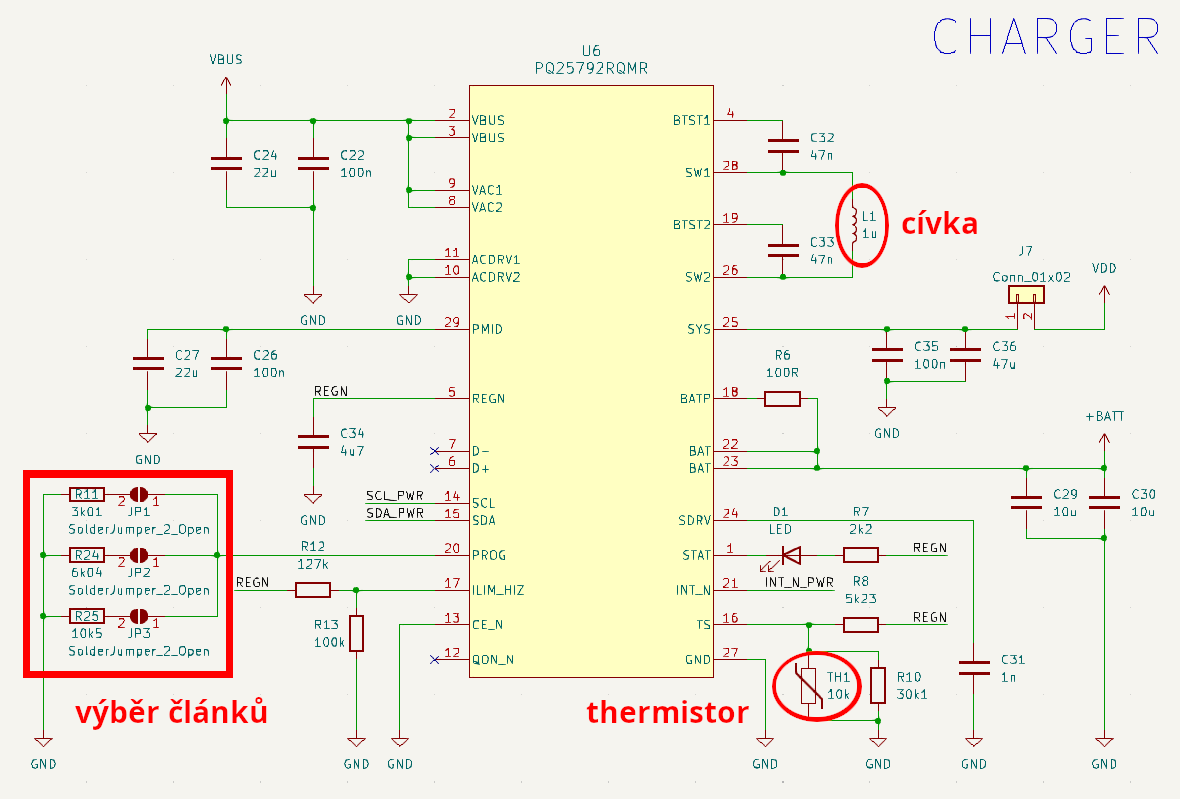 CHARGER
U6
PQ25792RQMR
VBUS
2 VBUS
3 VBUS
9 VAC1
8 VAC2
11 ACDRV1
10 ACDRV2
29 PMID
5 REGN
7 D-
6 D+
14 SCL
15 SDA
20 PROG
17 ILIM_HIZ
13 CE_N
12 QON_N
BTST1 4
SW1 28
BTST2 19
SW2 26
SYS 25
BATP 18
BAT 22
BAT 23
SDRV 24
STAT 1
INT_N 21
TS 16
GND 27
C24
22u
C22
100n
GND
GND
C27
22u
C26
100n
GND
REGN
C34
4u7
GND
SCL_PWR
SDA_PWR
R11
3k01
2 1
JP1
SolderJumper_2_Open
R24
6k04
2 1
JP2
SolderJumper_2_Open
R25
10k5
2 1
JP3
SolderJumper_2_Open
výběr článků
GND
R12
127k
REGN
R13
100k
GND
GND
C32
47n
C33
47n
L1
1u
cívka
J7
Conn_01x02
1 2
VDD
C35
100n
C36
47u
GND
R6
100R
+BATT
C29
10u
C30
10u
GND
D1
LED
R7
2k2
REGN
INT_N_PWR
R8
5k23
REGN
TH1
10k
thermistor
R10
30k1
C31
1n
GND
GND
GND